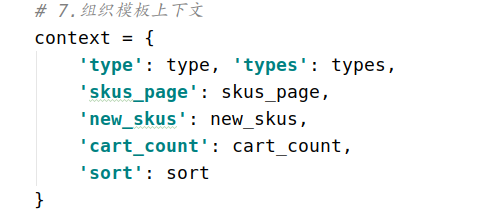 # 7.组织模板上下文
context = {
'type': type, 'types': types,
'skus_page': skus_page,
'new_skus': new_skus,
'cart_count': cart_count,
'sort': sort
}